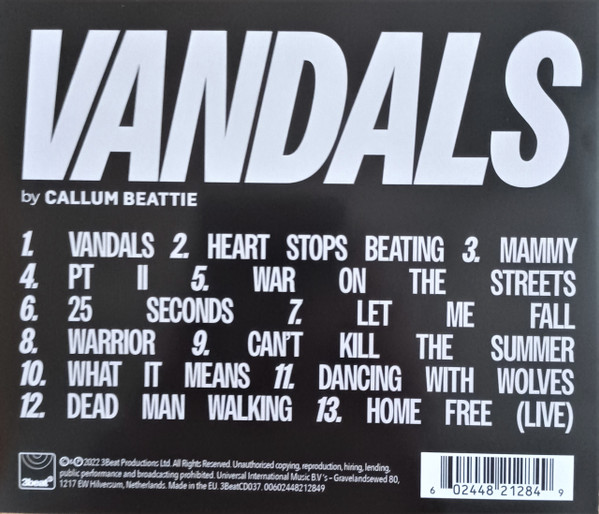 VANDALS
by CALLUM BEATTIE
1. VANDALS 2. HEART STOPS BEATING 3. MAMMY
4. PT II 5. WAR ON THE STREETS
6. 25 SECONDS 7. LET ME FALL
8. WARRIOR 9. CAN'T KILL THE SUMMER
10. WHAT IT MEANS 11. DANCING WITH WOLVES
12. DEAD MAN WALKING 13. HOME FREE (LIVE)
3beat®
©&℗2022 3Beat Productions Ltd. All Rights Reserved. Unauthorised copying, reproduction, hiring, lending,
public performance and broadcasting prohibited. Universal International Music B.V's - Gravelandseweg 80,
1217 EW Hilversum, Netherlands. Made in the EU. 3BeatCD037. 00602448212849
6 02448 21284 9